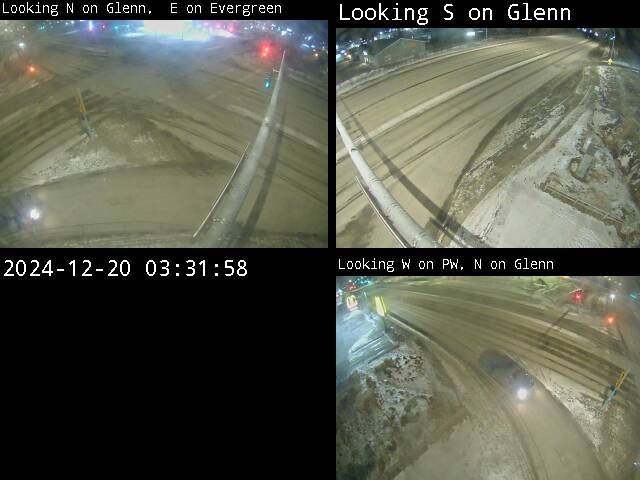 Looking N on Glenn,  E on Evergreen
Looking S on Glenn
2024-12-20 03:31:58
Looking W on PW, N on Glenn